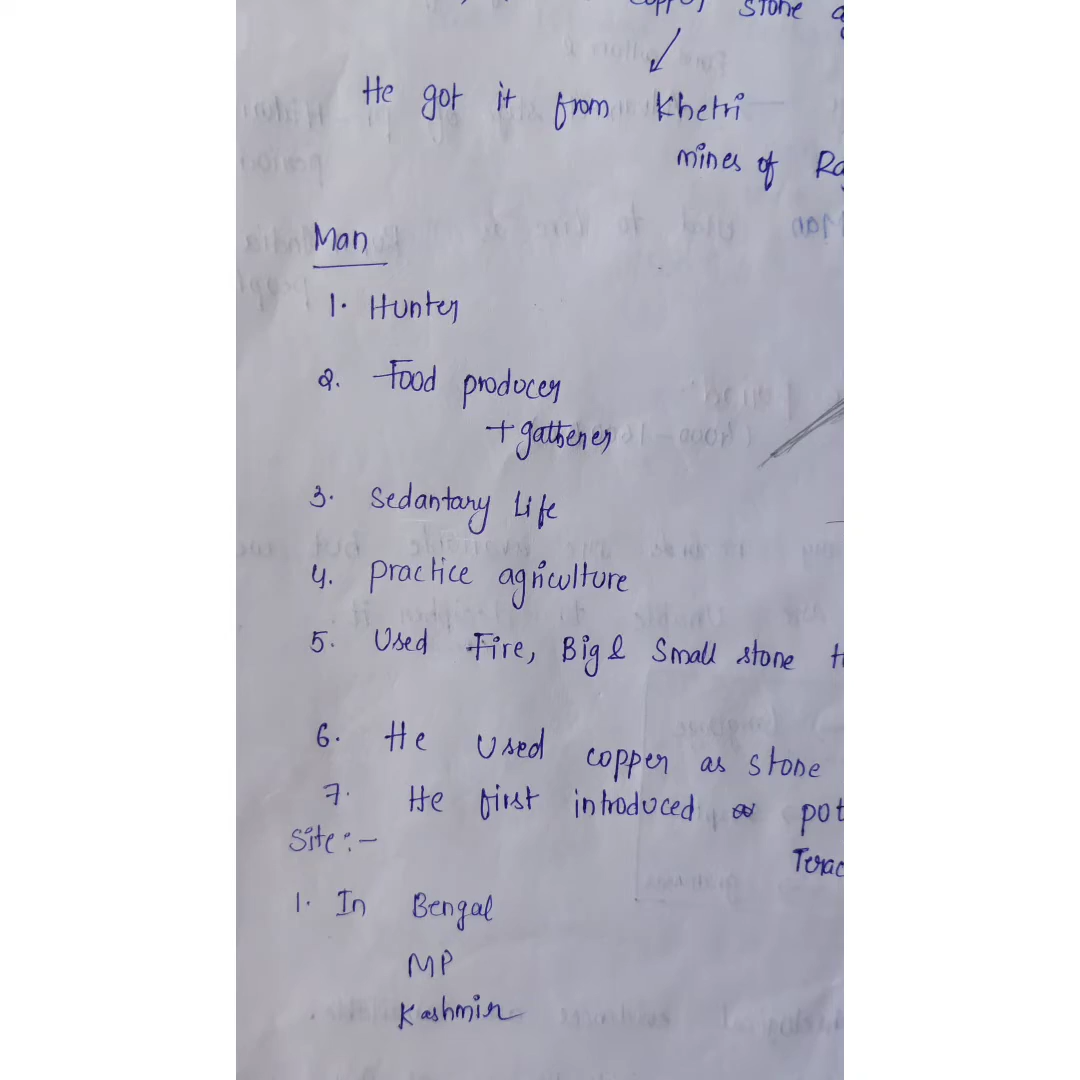 stone
He got it from Khetri
mines of
Man
1. Hunter
2. Food producer
+ gatherer
3. Sedantary Life
4. practice agriculture
5. Used Fire, Big & Small stone
6. He used copper as stone
7. He first introduced
Site :-
1. In Bengal
MP
Kashmir